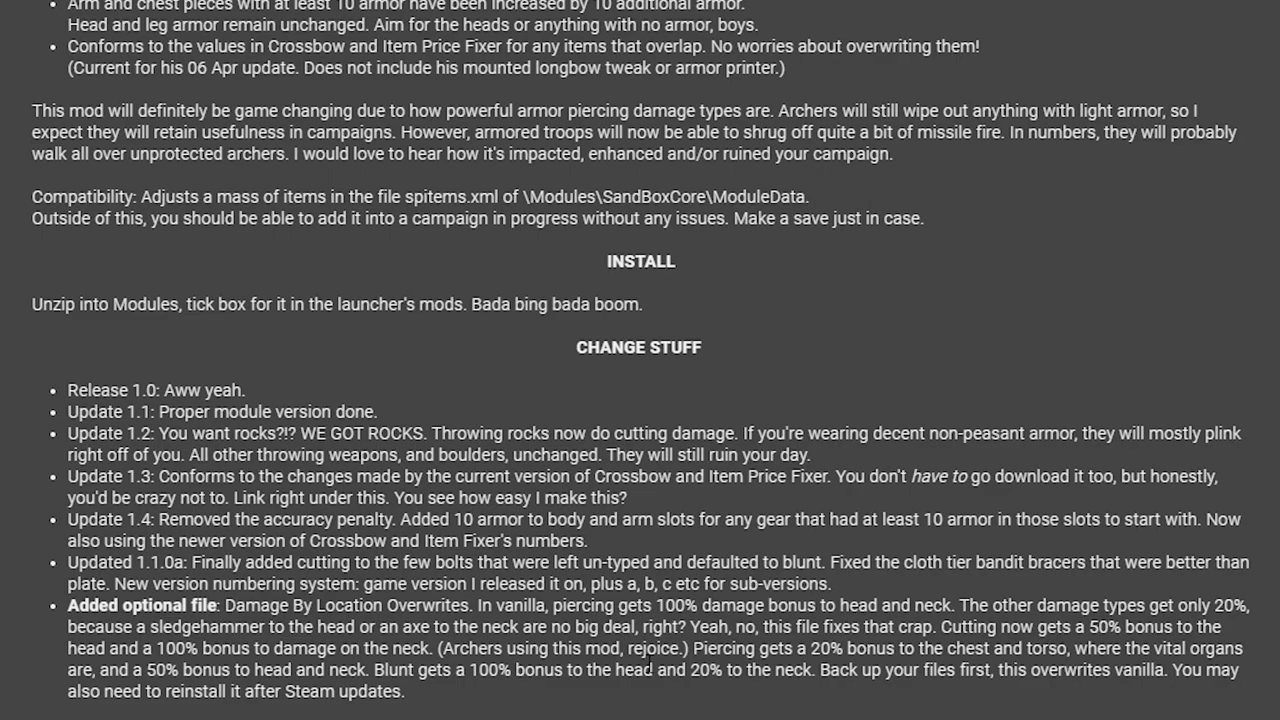 Arm and chest pieces with at least 10 armor have been increased by 10 additional armor.
Head and leg armor remain unchanged. Aim for the heads or anything with no armor, boys.
Conforms to the values in Crossbow and Item Price Fixer for any items that overlap. No worries about overwriting them!
(Current for his 06 Apr update. Does not include his mounted longbow tweak or armor printer.)
This mod will definitely be game changing due to how powerful armor piercing damage types are. Archers will still wipe out anything with light armor, so I
expect they will retain usefulness in campaigns. However, armored troops will now be able to shrug off quite a bit of missile fire. In numbers, they will probably
walk all over unprotected archers. I would love to hear how it's impacted, enhanced and/or ruined your campaign.
Compatibility: Adjusts a mass of items in the file spitems.xml of \Modules\SandBoxCore\ModuleData.
Outside of this, you should be able to add it into a campaign in progress without any issues. Make a save just in case.
INSTALL
Unzip into Modules, tick box for it in the launcher's mods. Bada bing bada boom.
CHANGE STUFF
Release 1.0: Aww yeah.
Update 1.1: Proper module version done.
Update 1.2: You want rocks?!? WE GOT ROCKS. Throwing rocks now do cutting damage. If you're wearing decent non-peasant armor, they will mostly plink
right off of you. All other throwing weapons, and boulders, unchanged. They will still ruin your day.
Update 1.3: Conforms to the changes made by the current version of Crossbow and Item Price Fixer. You don't have to go download it too, but honestly,
you'd be crazy not to. Link right under this. You see how easy I make this?
Update 1.4: Removed the accuracy penalty. Added 10 armor to body and arm slots for any gear that had at least 10 armor in those slots to start with. Now
also using the newer version of Crossbow and Item Fixer's numbers.
Updated 1.1.0a: Finally added cutting to the few bolts that were left un-typed and defaulted to blunt. Fixed the cloth tier bandit bracers that were better than
plate. New version numbering system: game version I released it on, plus a, b, c etc for sub-versions.
Added optional file: Damage By Location Overwrites. In vanilla, piercing gets 100% damage bonus to head and neck. The other damage types get only 20%,
because a sledgehammer to the head or an axe to the neck are no big deal, right? Yeah, no, this file fixes that crap. Cutting now gets a 50% bonus to the
head and a 100% bonus to damage on the neck. (Archers using this mod, rejoice.) Piercing gets a 20% bonus to the chest and torso, where the vital organs
are, and a 50% bonus to head and neck. Blunt gets a 100% bonus to the head and 20% to the neck. Back up your files first, this overwrites vanilla. You may
also need to reinstall it after Steam updates.